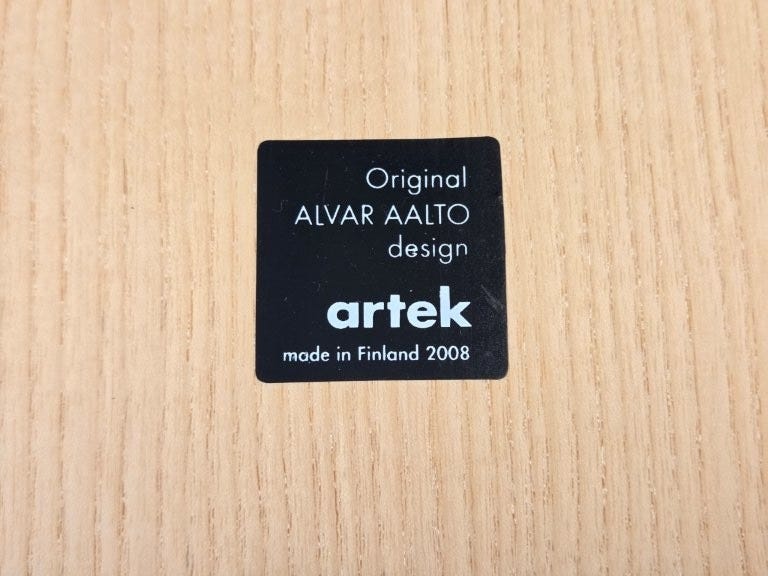 Original
ALVAR AALTO
design
artek
made in Finland 2008